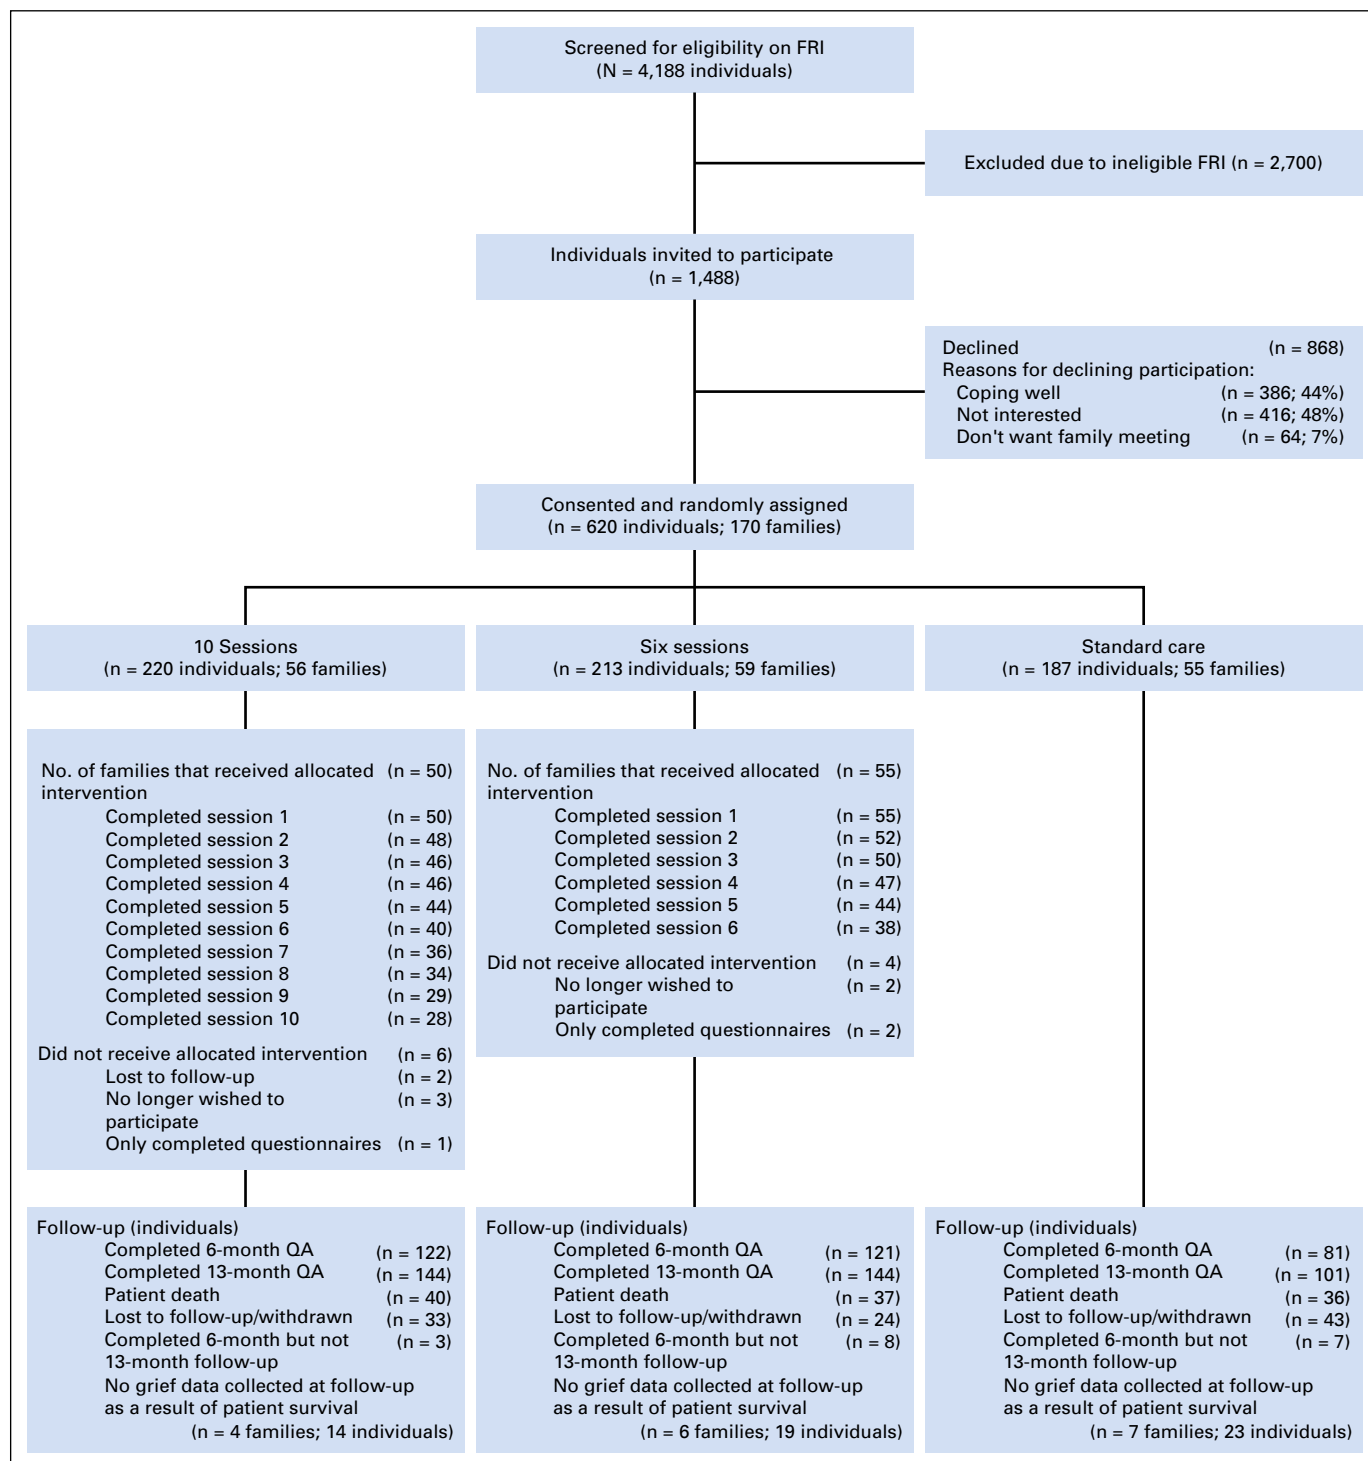 Screened for eligibility on FRI
(N = 4,188 individuals)
Excluded due to ineligible FRI (n = 2,700)
Individuals invited to participate
(n = 1,488)
Declined (n = 868)
Reasons for declining participation:
Coping well (n = 386; 44%)
Not interested (n = 416; 48%)
Don't want family meeting (n = 64; 7%)
Consented and randomly assigned
(n = 620 individuals; 170 families)
10 Sessions
(n = 220 individuals; 56 families)
Six sessions
(n = 213 individuals; 59 families)
Standard care
(n = 187 individuals; 55 families)
No. of families that received allocated (n = 50)
intervention
Completed session 1 (n = 50)
Completed session 2 (n = 48)
Completed session 3 (n = 46)
Completed session 4 (n = 46)
Completed session 5 (n = 44)
Completed session 6 (n = 40)
Completed session 7 (n = 36)
Completed session 8 (n = 34)
Completed session 9 (n = 29)
Completed session 10 (n = 28)
Did not receive allocated intervention (n = 6)
Lost to follow-up (n = 2)
No longer wished to (n = 3)
participate
Only completed questionnaires (n = 1)
No. of families that received allocated (n = 55)
intervention
Completed session 1 (n = 55)
Completed session 2 (n = 52)
Completed session 3 (n = 50)
Completed session 4 (n = 47)
Completed session 5 (n = 44)
Completed session 6 (n = 38)
Did not receive allocated intervention (n = 4)
No longer wished to (n = 2)
participate
Only completed questionnaires (n = 2)
Follow-up (individuals)
Completed 6-month QA (n = 122)
Completed 13-month QA (n = 144)
Patient death (n = 40)
Lost to follow-up/withdrawn (n = 33)
Completed 6-month but not (n = 3)
13-month follow-up
No grief data collected at follow-up
as a result of patient survival
(n = 4 families; 14 individuals)
Follow-up (individuals)
Completed 6-month QA (n = 121)
Completed 13-month QA (n = 144)
Patient death (n = 37)
Lost to follow-up/withdrawn (n = 24)
Completed 6-month but not (n = 8)
13-month follow-up
No grief data collected at follow-up
as a result of patient survival
(n = 6 families; 19 individuals)
Follow-up (individuals)
Completed 6-month QA (n = 81)
Completed 13-month QA (n = 101)
Patient death (n = 36)
Lost to follow-up/withdrawn (n = 43)
Completed 6-month but not (n = 7)
13-month follow-up
No grief data collected at follow-up
as a result of patient survival
(n = 7 families; 23 individuals)